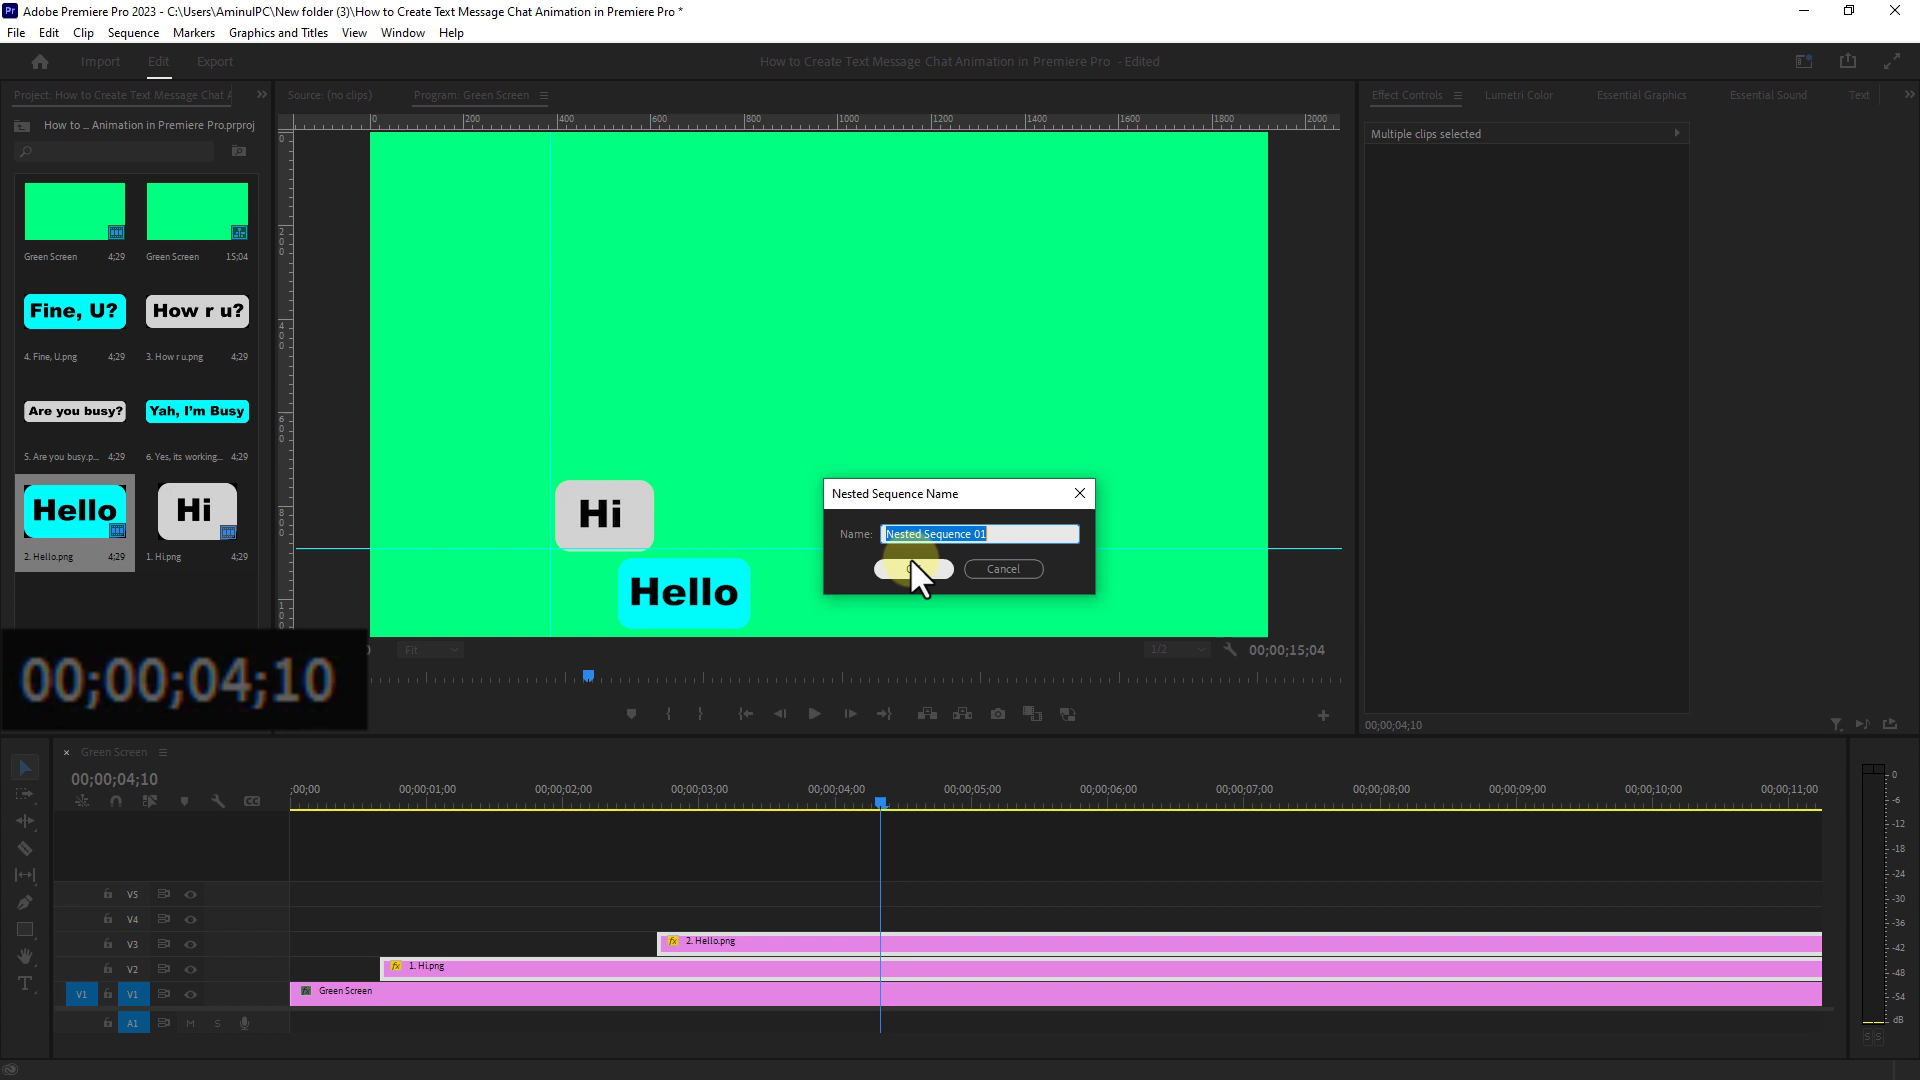 Pr Adobe Premiere Pro 2023 - C:\Users\AminulPC\New folder (3)\How to Create Text Message Chat Animation in Premiere Pro *
File Edit Clip Sequence Markers Graphics and Titles View Window Help
Import Edit Export How to Create Text Message Chat Animation in Premiere Pro - Edited
Project: How to Create Text Message Chat A Source: (no clips) Program: Green Screen Effect Controls Lumetri Color Essential Graphics Essential Sound Text
How to ... Animation in Premiere Pro.prproj
0 200 400 600 800 1000 1200 1400 1600 1800 2000
Multiple clips selected
Green Screen 4;29 Green Screen 15;04
Fine, U? How r u?
4. Fine, U.png 4;29 3. How r u.png 4;29
Are you busy? Yah, I'm Busy
5. Are you busy.p... 4;29 6. Yes, its working... 4;29
Hello Hi
2. Hello.png 4;29 1. Hi.png 4;29
Hi
Hello
Nested Sequence Name
Name: Nested Sequence 01
Cancel
00;00;04;10
Fit 1/2 00;00;15;04
00;00;04;10
Green Screen
00;00;04;10
;00;00 00;00;01;00 00;00;02;00 00;00;03;00 00;00;04;00 00;00;05;00 00;00;06;00 00;00;07;00 00;00;08;00 00;00;09;00 00;00;10;00 00;00;11;00
V5
V4
V3 2. Hello.png
V2 1. Hi.png
V1 V1 Green Screen
A1 M S
0
-6
-12
-18
-24
-30
-36
-42
-48
-54
dB
S S